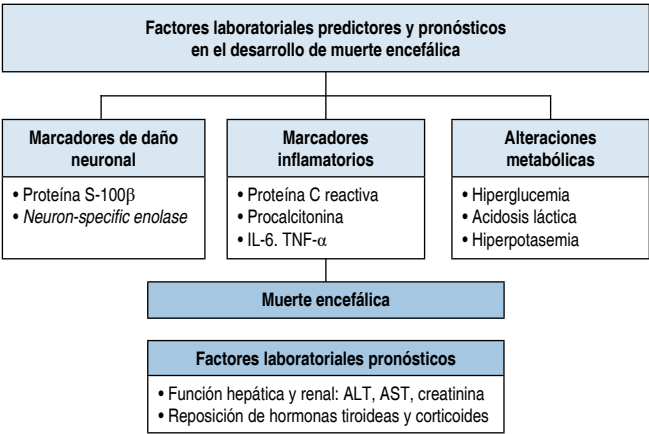 Factores laboratoriales predictores y pronósticos
en el desarrollo de muerte encefálica
Marcadores de daño
neuronal
• Proteína S-100β
• Neuron-specific enolase
Marcadores
inflamatorios
• Proteína C reactiva
• Procalcitonina
• IL-6. TNF-α
Alteraciones
metabólicas
• Hiperglucemia
• Acidosis láctica
• Hiperpotasemia
Muerte encefálica
Factores laboratoriales pronósticos
• Función hepática y renal: ALT, AST, creatinina
• Reposición de hormonas tiroideas y corticoides